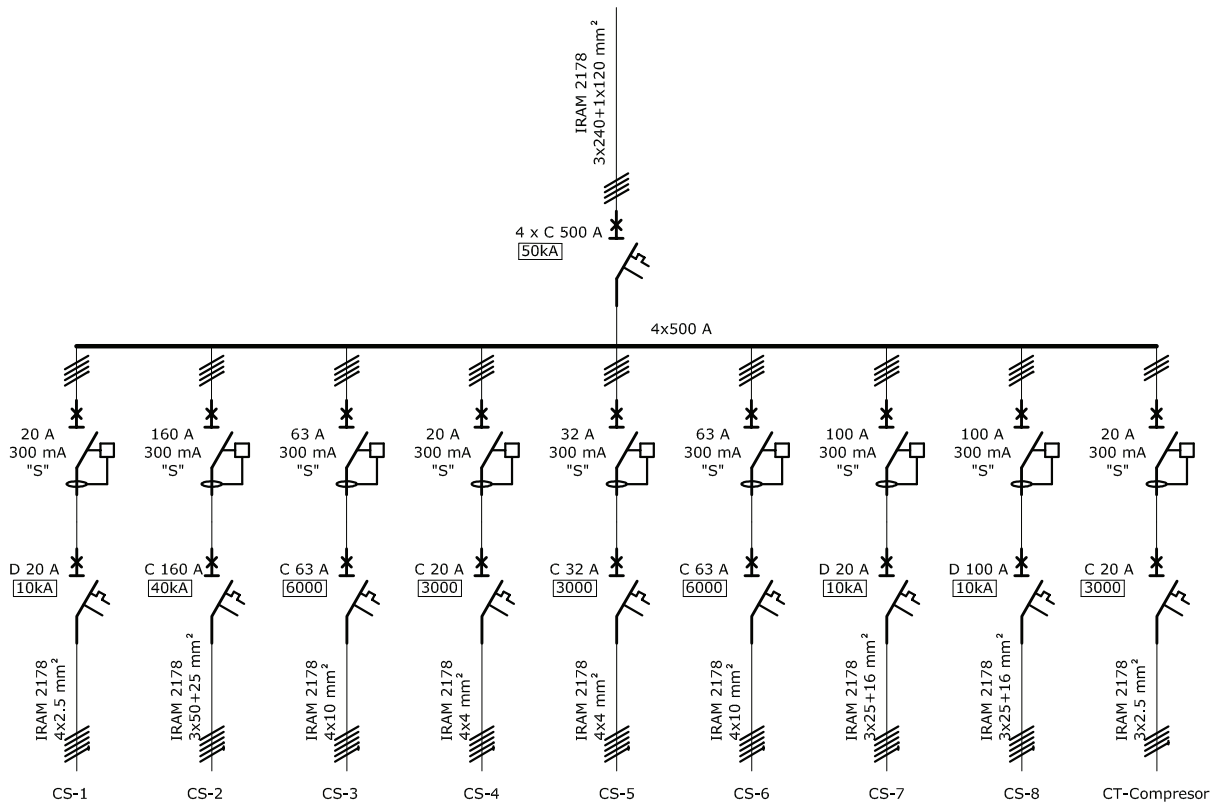 IRAM 2178
3x240+1x120 mm²
4 x C 500 A
50kA
4x500 A
20 A
300 mA
"S"
160 A
300 mA
"S"
63 A
300 mA
"S"
20 A
300 mA
"S"
32 A
300 mA
"S"
63 A
300 mA
"S"
100 A
300 mA
"S"
100 A
300 mA
"S"
20 A
300 mA
"S"
D 20 A
10kA
C 160 A
40kA
C 63 A
6000
C 20 A
3000
C 32 A
3000
C 63 A
6000
D 20 A
10kA
D 100 A
10kA
C 20 A
3000
IRAM 2178
4x2.5 mm²
IRAM 2178
3x50+25 mm²
IRAM 2178
4x10 mm²
IRAM 2178
4x4 mm²
IRAM 2178
4x4 mm²
IRAM 2178
4x10 mm²
IRAM 2178
3x25+16 mm²
IRAM 2178
3x25+16 mm²
IRAM 2178
3x2.5 mm²
CS-1
CS-2
CS-3
CS-4
CS-5
CS-6
CS-7
CS-8
CT-Compresor